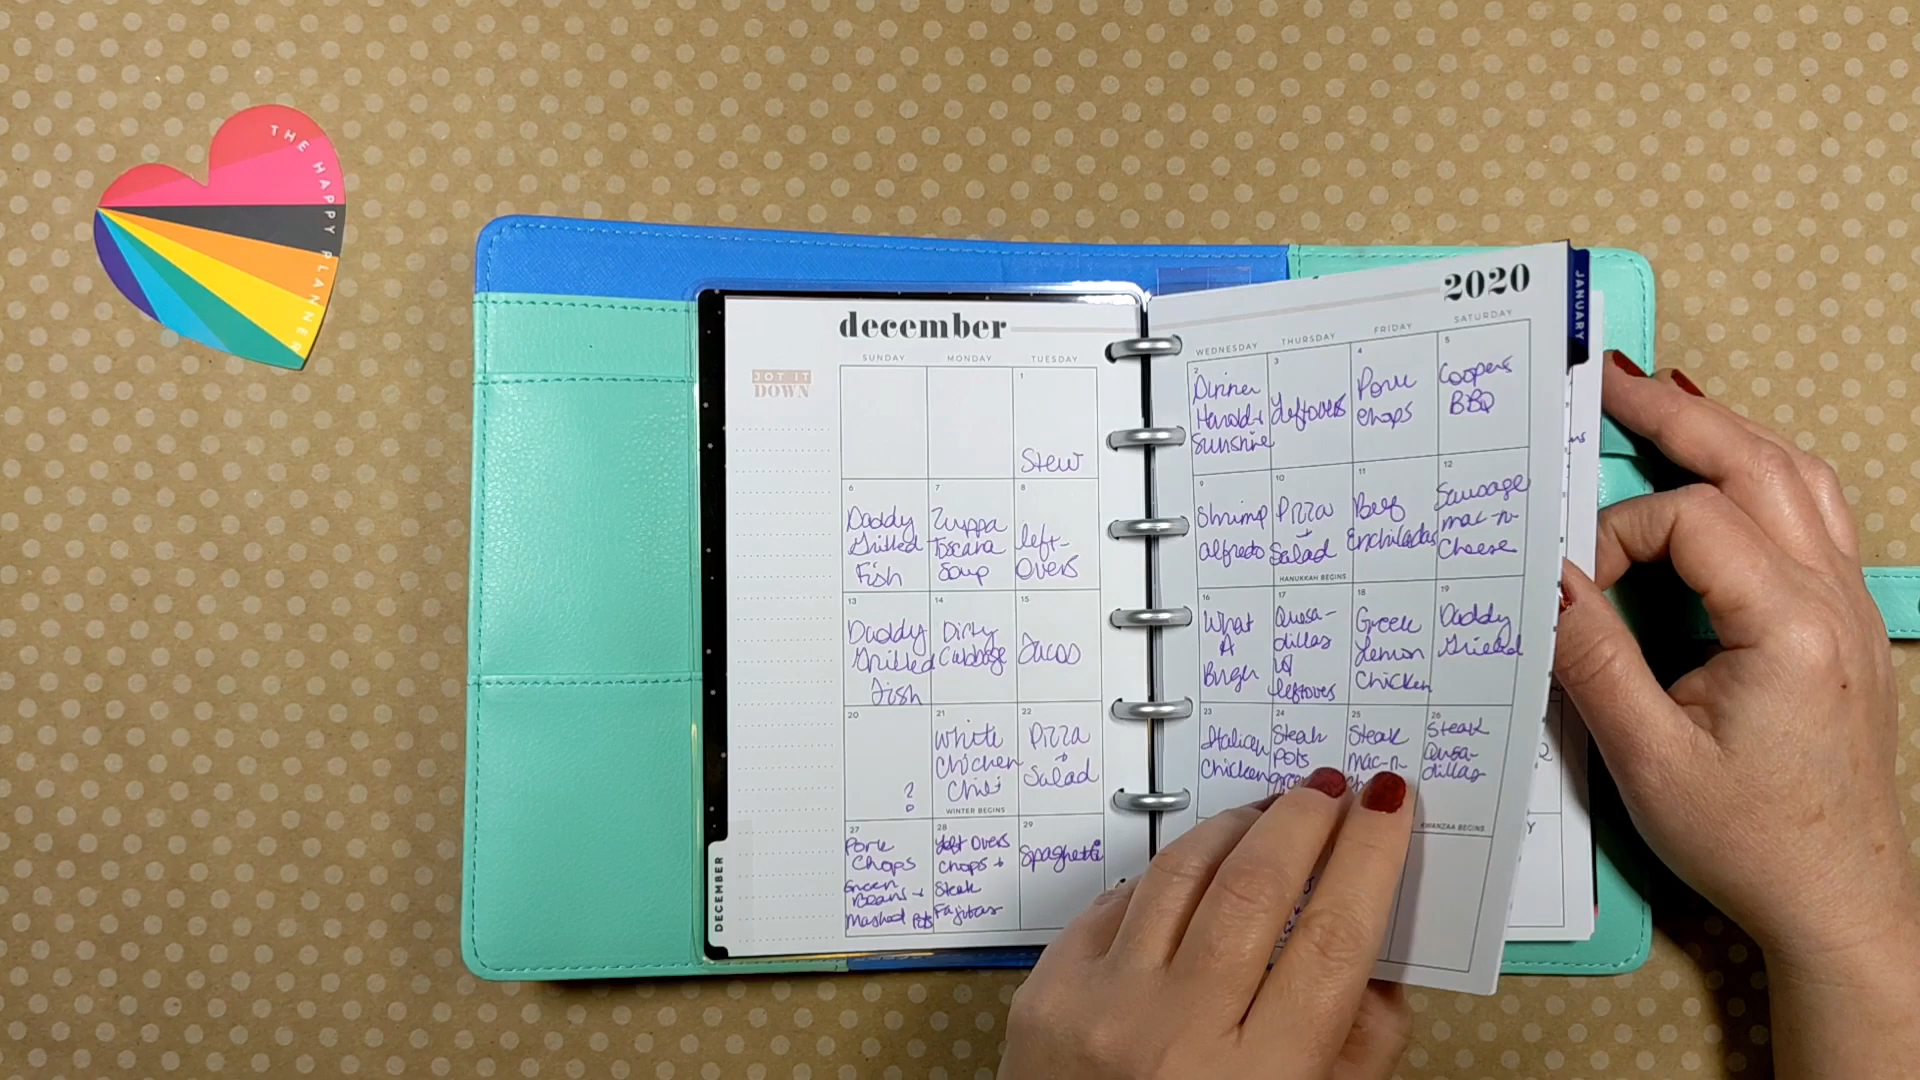 THE HAPPY PLANNER
december
2020
JANUARY
DECEMBER
JOT IT
DOWN
SUNDAY MONDAY TUESDAY WEDNESDAY THURSDAY FRIDAY SATURDAY
1
Stew
2
Dinner
Harold +
Sunshine
3
Leftovers
4
Pork
Chops
5
Coopers
BBQ
6
Daddy
Grilled
Fish
7
Zuppa
Toscana
Soup
8
left-
overs
9
Shrimp
alfredo
10
Pizza
+
Salad
HANUKKAH BEGINS
11
Beef
Enchiladas
12
Sausage
mac-n-
Cheese
13
Daddy
Grilled
Fish
14
Dirty
Cabbage
15
Tacos
16
What
A
Burger
17
Quesa-
dillas
w/
leftovers
18
Greek
Lemon
Chicken
19
Daddy
Grilled
20
?
21
White
Chicken
Chili
WINTER BEGINS
22
Pizza
+
Salad
23
Italian
Chicken
24
Steak
Pots
25
Steak
mac-n-
26
Steak
Quesa-
dillas
KWANZAA BEGINS
27
Pork
Chops
Green
Beans +
Mashed Pots
28
Left Overs
Chops +
Steak
Fajitas
29
Spaghetti